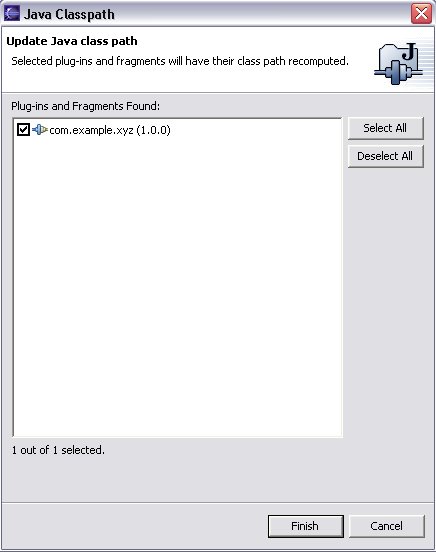 Java Classpath
Update Java class path
Selected plug-ins and fragments will have their class path recomputed.
J
Plug-ins and Fragments Found:
com.example.xyz (1.0.0)
Select All
Deselect All
1 out of 1 selected.
Finish
Cancel